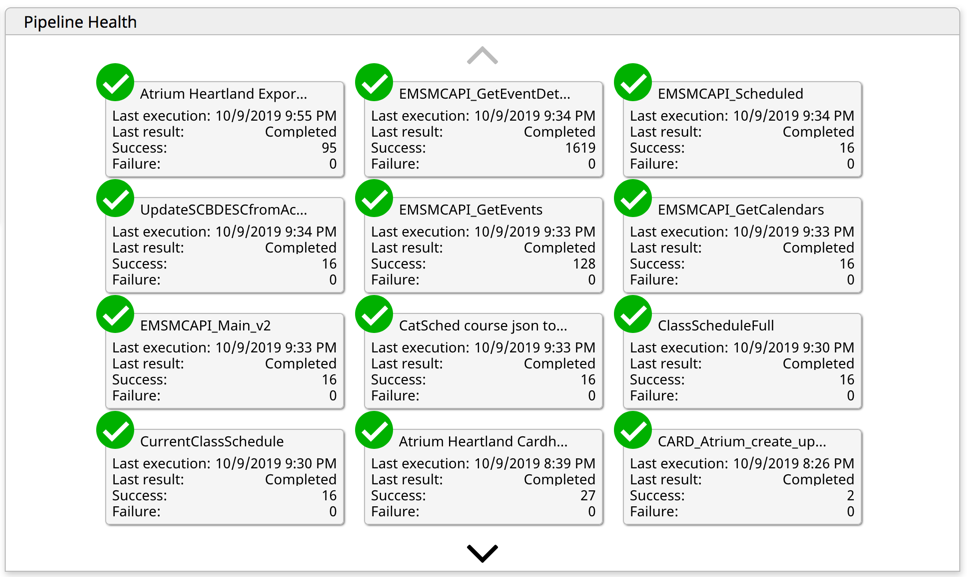 Pipeline Health
Atrium Heartland Expor...
Last execution: 10/9/2019 9:55 PM
Last result: Completed
Success: 95
Failure: 0
EMSMCAPI_GetEventDet...
Last execution: 10/9/2019 9:34 PM
Last result: Completed
Success: 1619
Failure: 0
EMSMCAPI_Scheduled
Last execution: 10/9/2019 9:34 PM
Last result: Completed
Success: 16
Failure: 0
UpdateSCBDESCfromAc...
Last execution: 10/9/2019 9:34 PM
Last result: Completed
Success: 16
Failure: 0
EMSMCAPI_GetEvents
Last execution: 10/9/2019 9:33 PM
Last result: Completed
Success: 128
Failure: 0
EMSMCAPI_GetCalendars
Last execution: 10/9/2019 9:33 PM
Last result: Completed
Success: 16
Failure: 0
EMSMCAPI_Main_v2
Last execution: 10/9/2019 9:33 PM
Last result: Completed
Success: 16
Failure: 0
CatSched course json to...
Last execution: 10/9/2019 9:33 PM
Last result: Completed
Success: 16
Failure: 0
ClassScheduleFull
Last execution: 10/9/2019 9:30 PM
Last result: Completed
Success: 16
Failure: 0
CurrentClassSchedule
Last execution: 10/9/2019 9:30 PM
Last result: Completed
Success: 16
Failure: 0
Atrium Heartland Cardh...
Last execution: 10/9/2019 8:39 PM
Last result: Completed
Success: 27
Failure: 0
CARD_Atrium_create_up...
Last execution: 10/9/2019 8:26 PM
Last result: Completed
Success: 2
Failure: 0